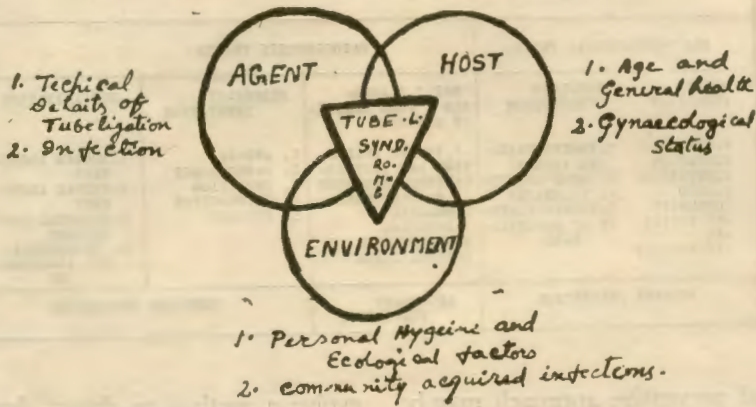 AGENT
HOST
1. Techical
Details of
Tubeligation
2. Infection
1. Age and
General health
2. Gynaecological
Status
TUBE.L.
SYND.
RO.
M-
E
ENVIRONMENT
1. Personal Hygeine and
Ecological factors
2. Community acquired infections.